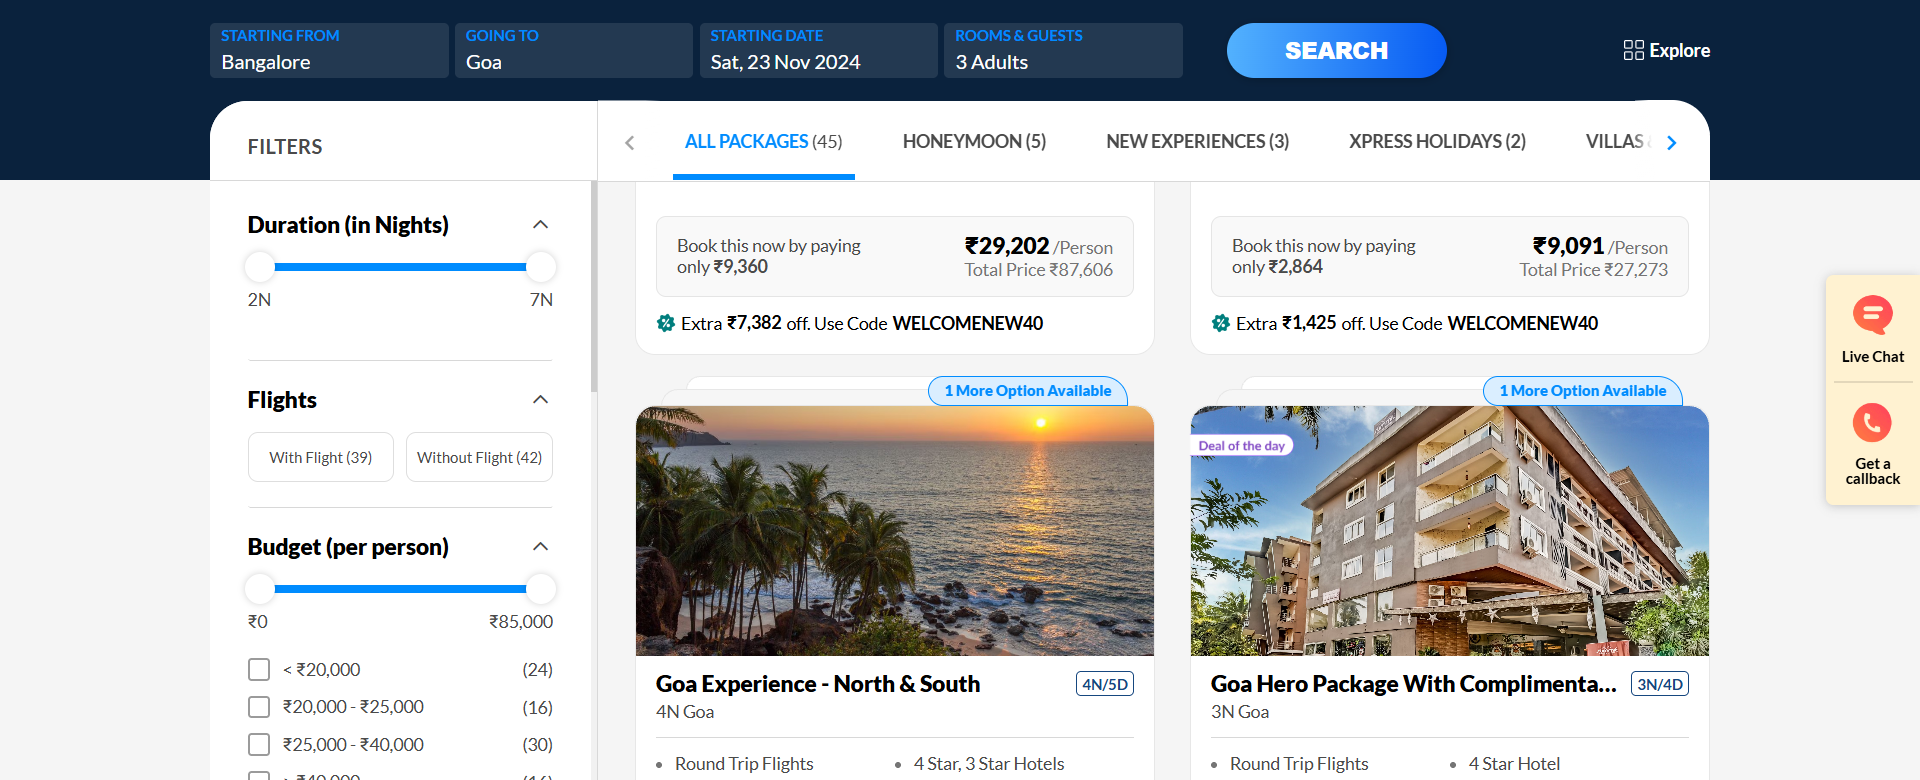 STARTING FROM
Bangalore
GOING TO
Goa
STARTING DATE
Sat, 23 Nov 2024
ROOMS & GUESTS
3 Adults
SEARCH
Explore
FILTERS
ALL PACKAGES (45)
HONEYMOON (5)
NEW EXPERIENCES (3)
XPRESS HOLIDAYS (2)
VILLAS
Duration (in Nights)
2N
7N
Flights
With Flight (39)
Without Flight (42)
Budget (per person)
₹0
₹85,000
< ₹20,000
(24)
₹20,000 - ₹25,000
(16)
₹25,000 - ₹40,000
(30)
Book this now by paying
only ₹9,360
₹29,202 /Person
Total Price ₹87,606
Extra ₹7,382 off. Use Code WELCOMENEW40
Book this now by paying
only ₹2,864
₹9,091 /Person
Total Price ₹27,273
Extra ₹1,425 off. Use Code WELCOMENEW40
1 More Option Available
Goa Experience - North & South
4N/5D
4N Goa
Round Trip Flights
4 Star, 3 Star Hotels
1 More Option Available
Deal of the day
Goa Hero Package With Complimenta...
3N/4D
3N Goa
Round Trip Flights
4 Star Hotel
Live Chat
Get a
callback